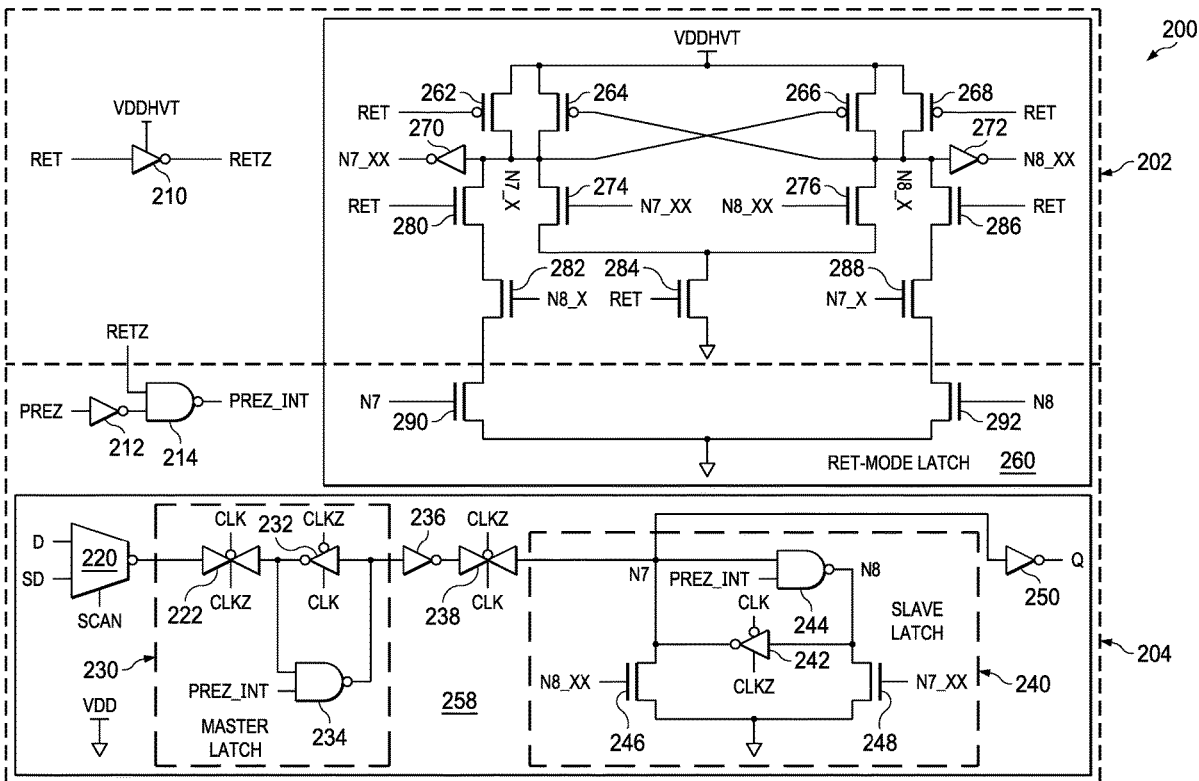 200
VDDHVT
262
264
266
268
RET
RET
VDDHVT
270
272
RET
RETZ
N7_XX
N8_XX
202
210
N7_X
N8_X
274
276
RET
N7_XX
N8_XX
RET
280
286
282
284
288
N8_X
RET
N7_X
RETZ
PREZ
PREZ_INT
N7
N8
212
214
290
292
RET-MODE LATCH
260
D
220
SD
SCAN
CLK
222
CLKZ
232
CLKZ
CLK
236
CLKZ
238
CLK
N7
PREZ_INT
N8
244
CLK
242
CLKZ
SLAVE
LATCH
250
Q
204
230
PREZ_INT
234
MASTER
LATCH
VDD
258
N8_XX
246
N7_XX
248
240